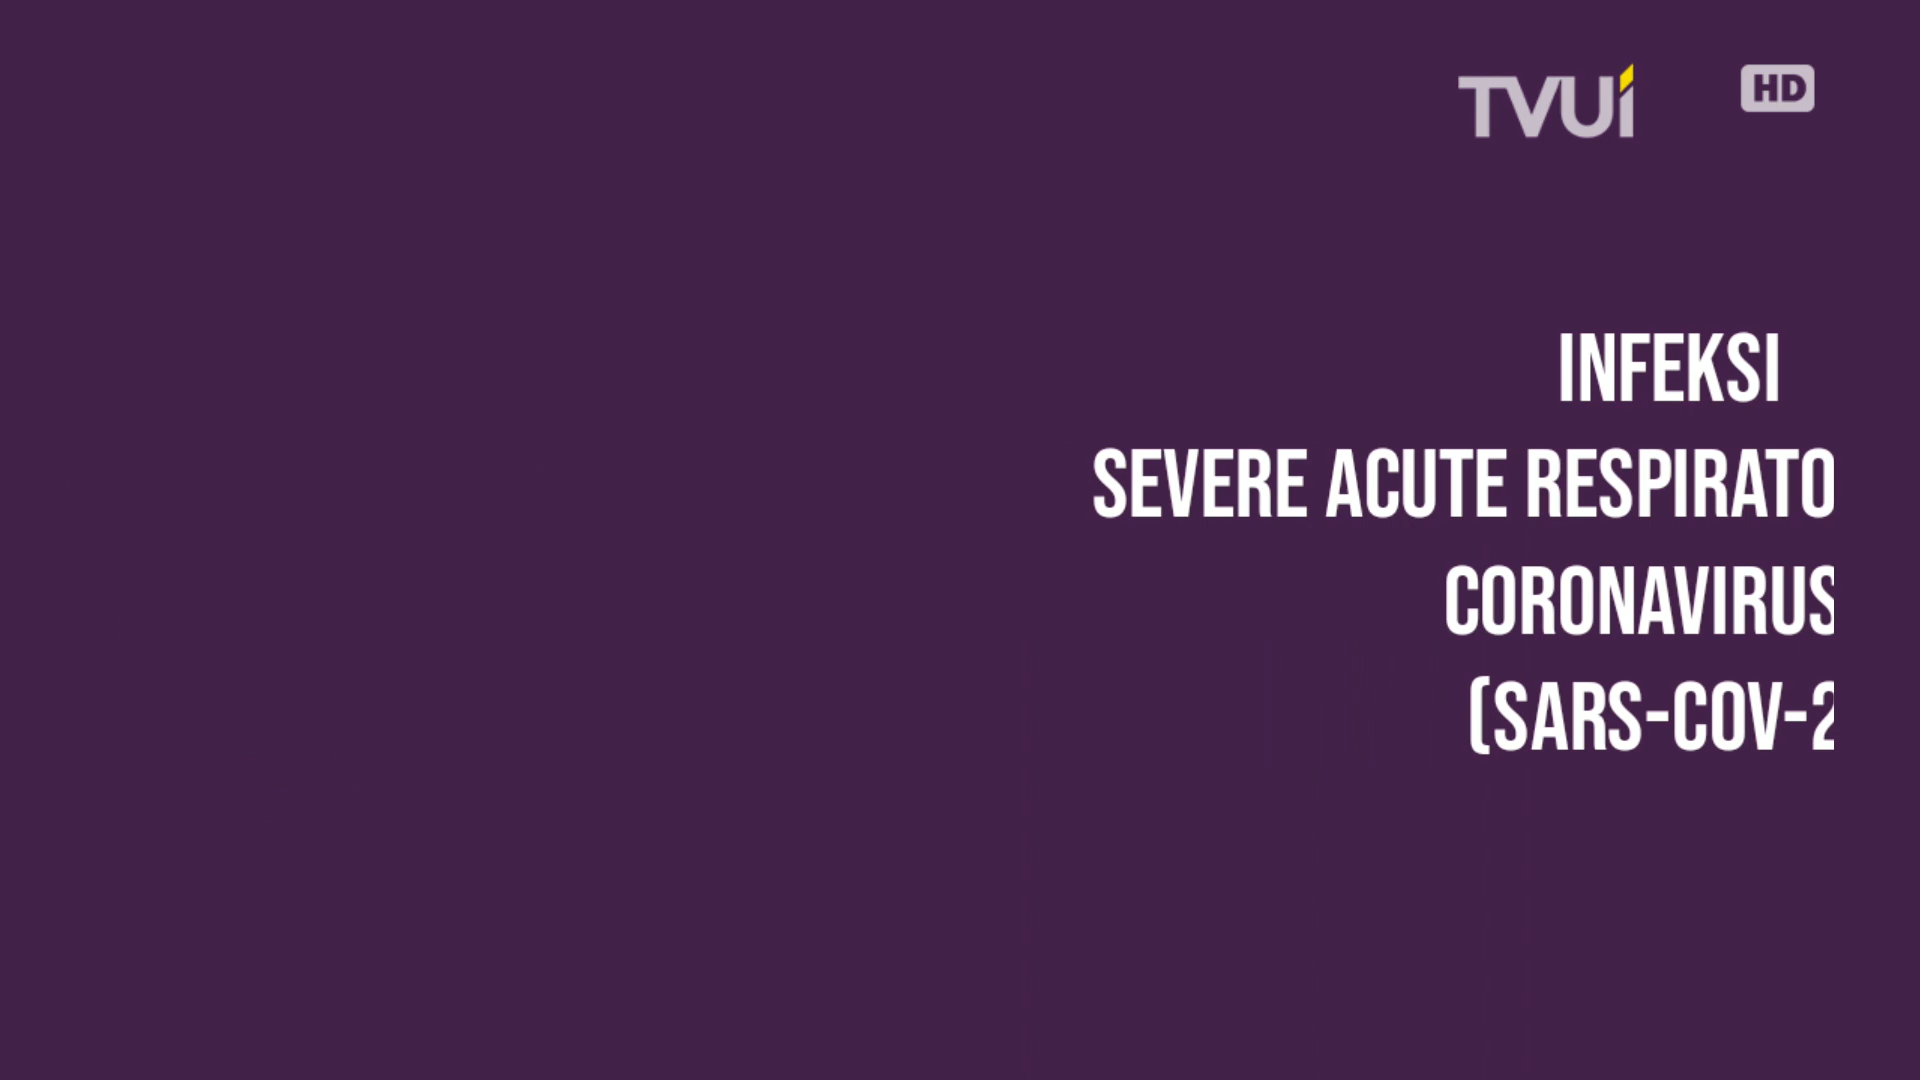 TVUI
HD
INFEKSI
SEVERE ACUTE RESPIRATO
CORONAVIRUS
(SARS-COV-2